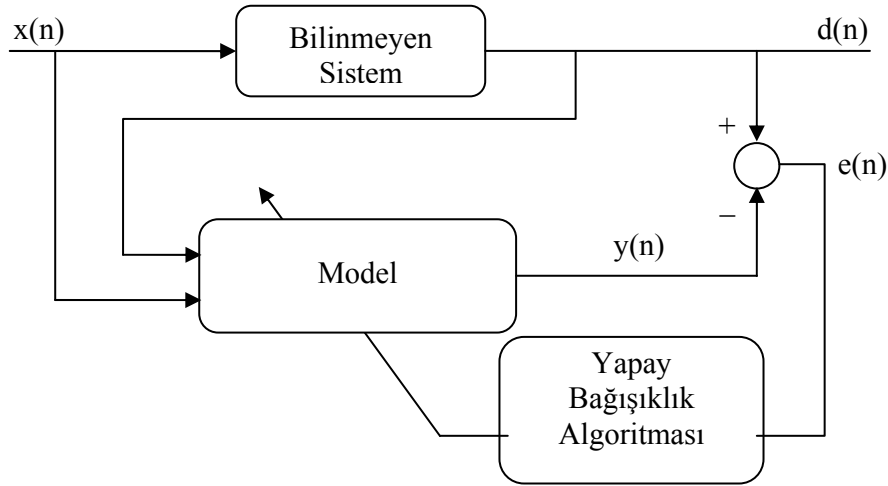 x(n)
Bilinmeyen
Sistem
d(n)
+
e(n)
−
y(n)
Model
Yapay
Bağışıklık
Algoritması